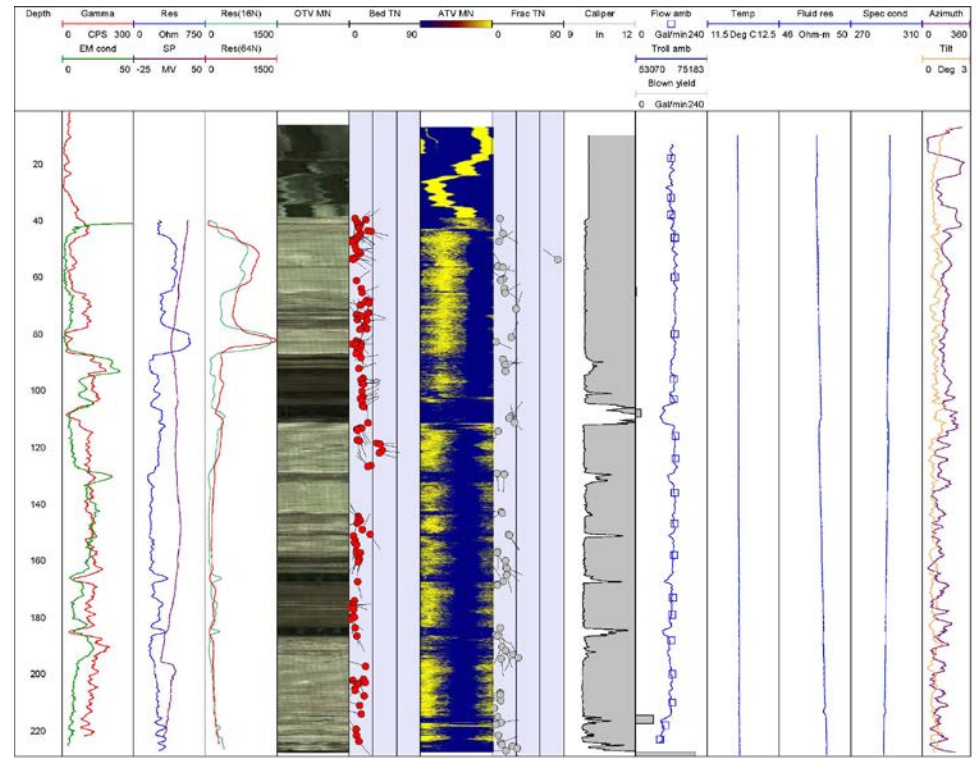 Depth Gamma Res Res(16N) OTV MN Bed TN ATV MN Frac TN Caliper Flow amb Temp Fluid res Spec cond Azimuth
0 CPS 300 0 Ohm 750 0 1500 0 90 0 90 9 In 12 0 Gal/min 240 11.5 Deg C 12.5 46 Ohm-m 50 270 310 0 360
EM cond SP Res(64N) Troll amb Tilt
0 50 -25 MV 50 0 1500 53070 75183 0 Deg 3
Blown yield
0 Gal/min 240
20
40
60
80
100
120
140
160
180
200
220